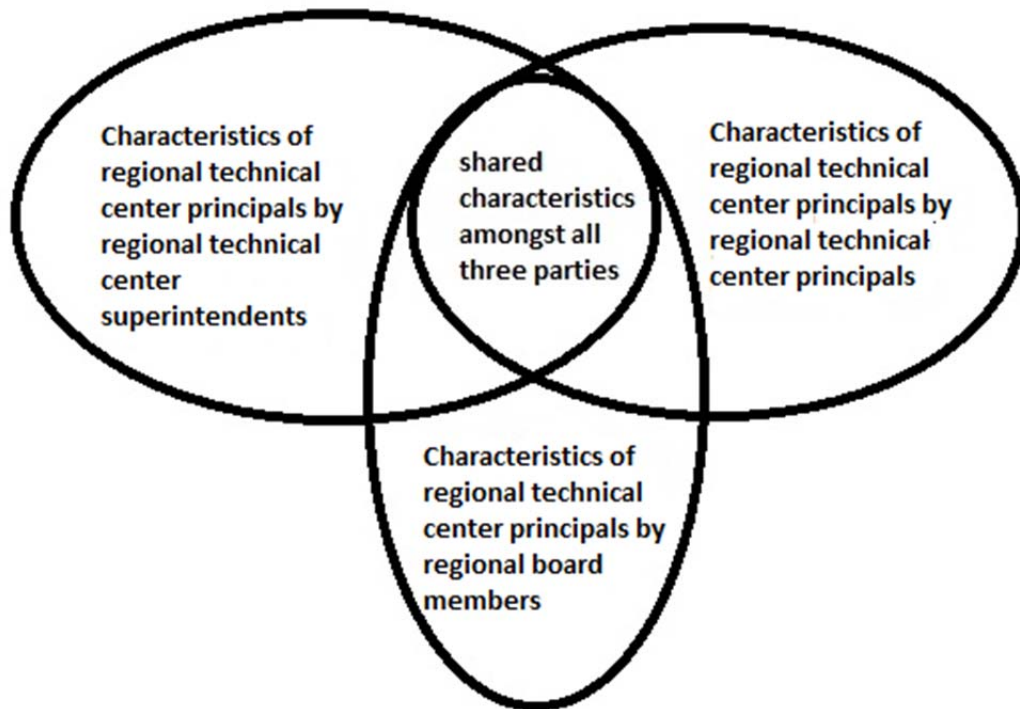 Characteristics of
regional technical
center principals by
regional technical
center
superintendents
shared
characteristics
amongst all
three parties
Characteristics of
regional technical
center principals by
regional technical
center principals
Characteristics of
regional technical
center principals by
regional board
members